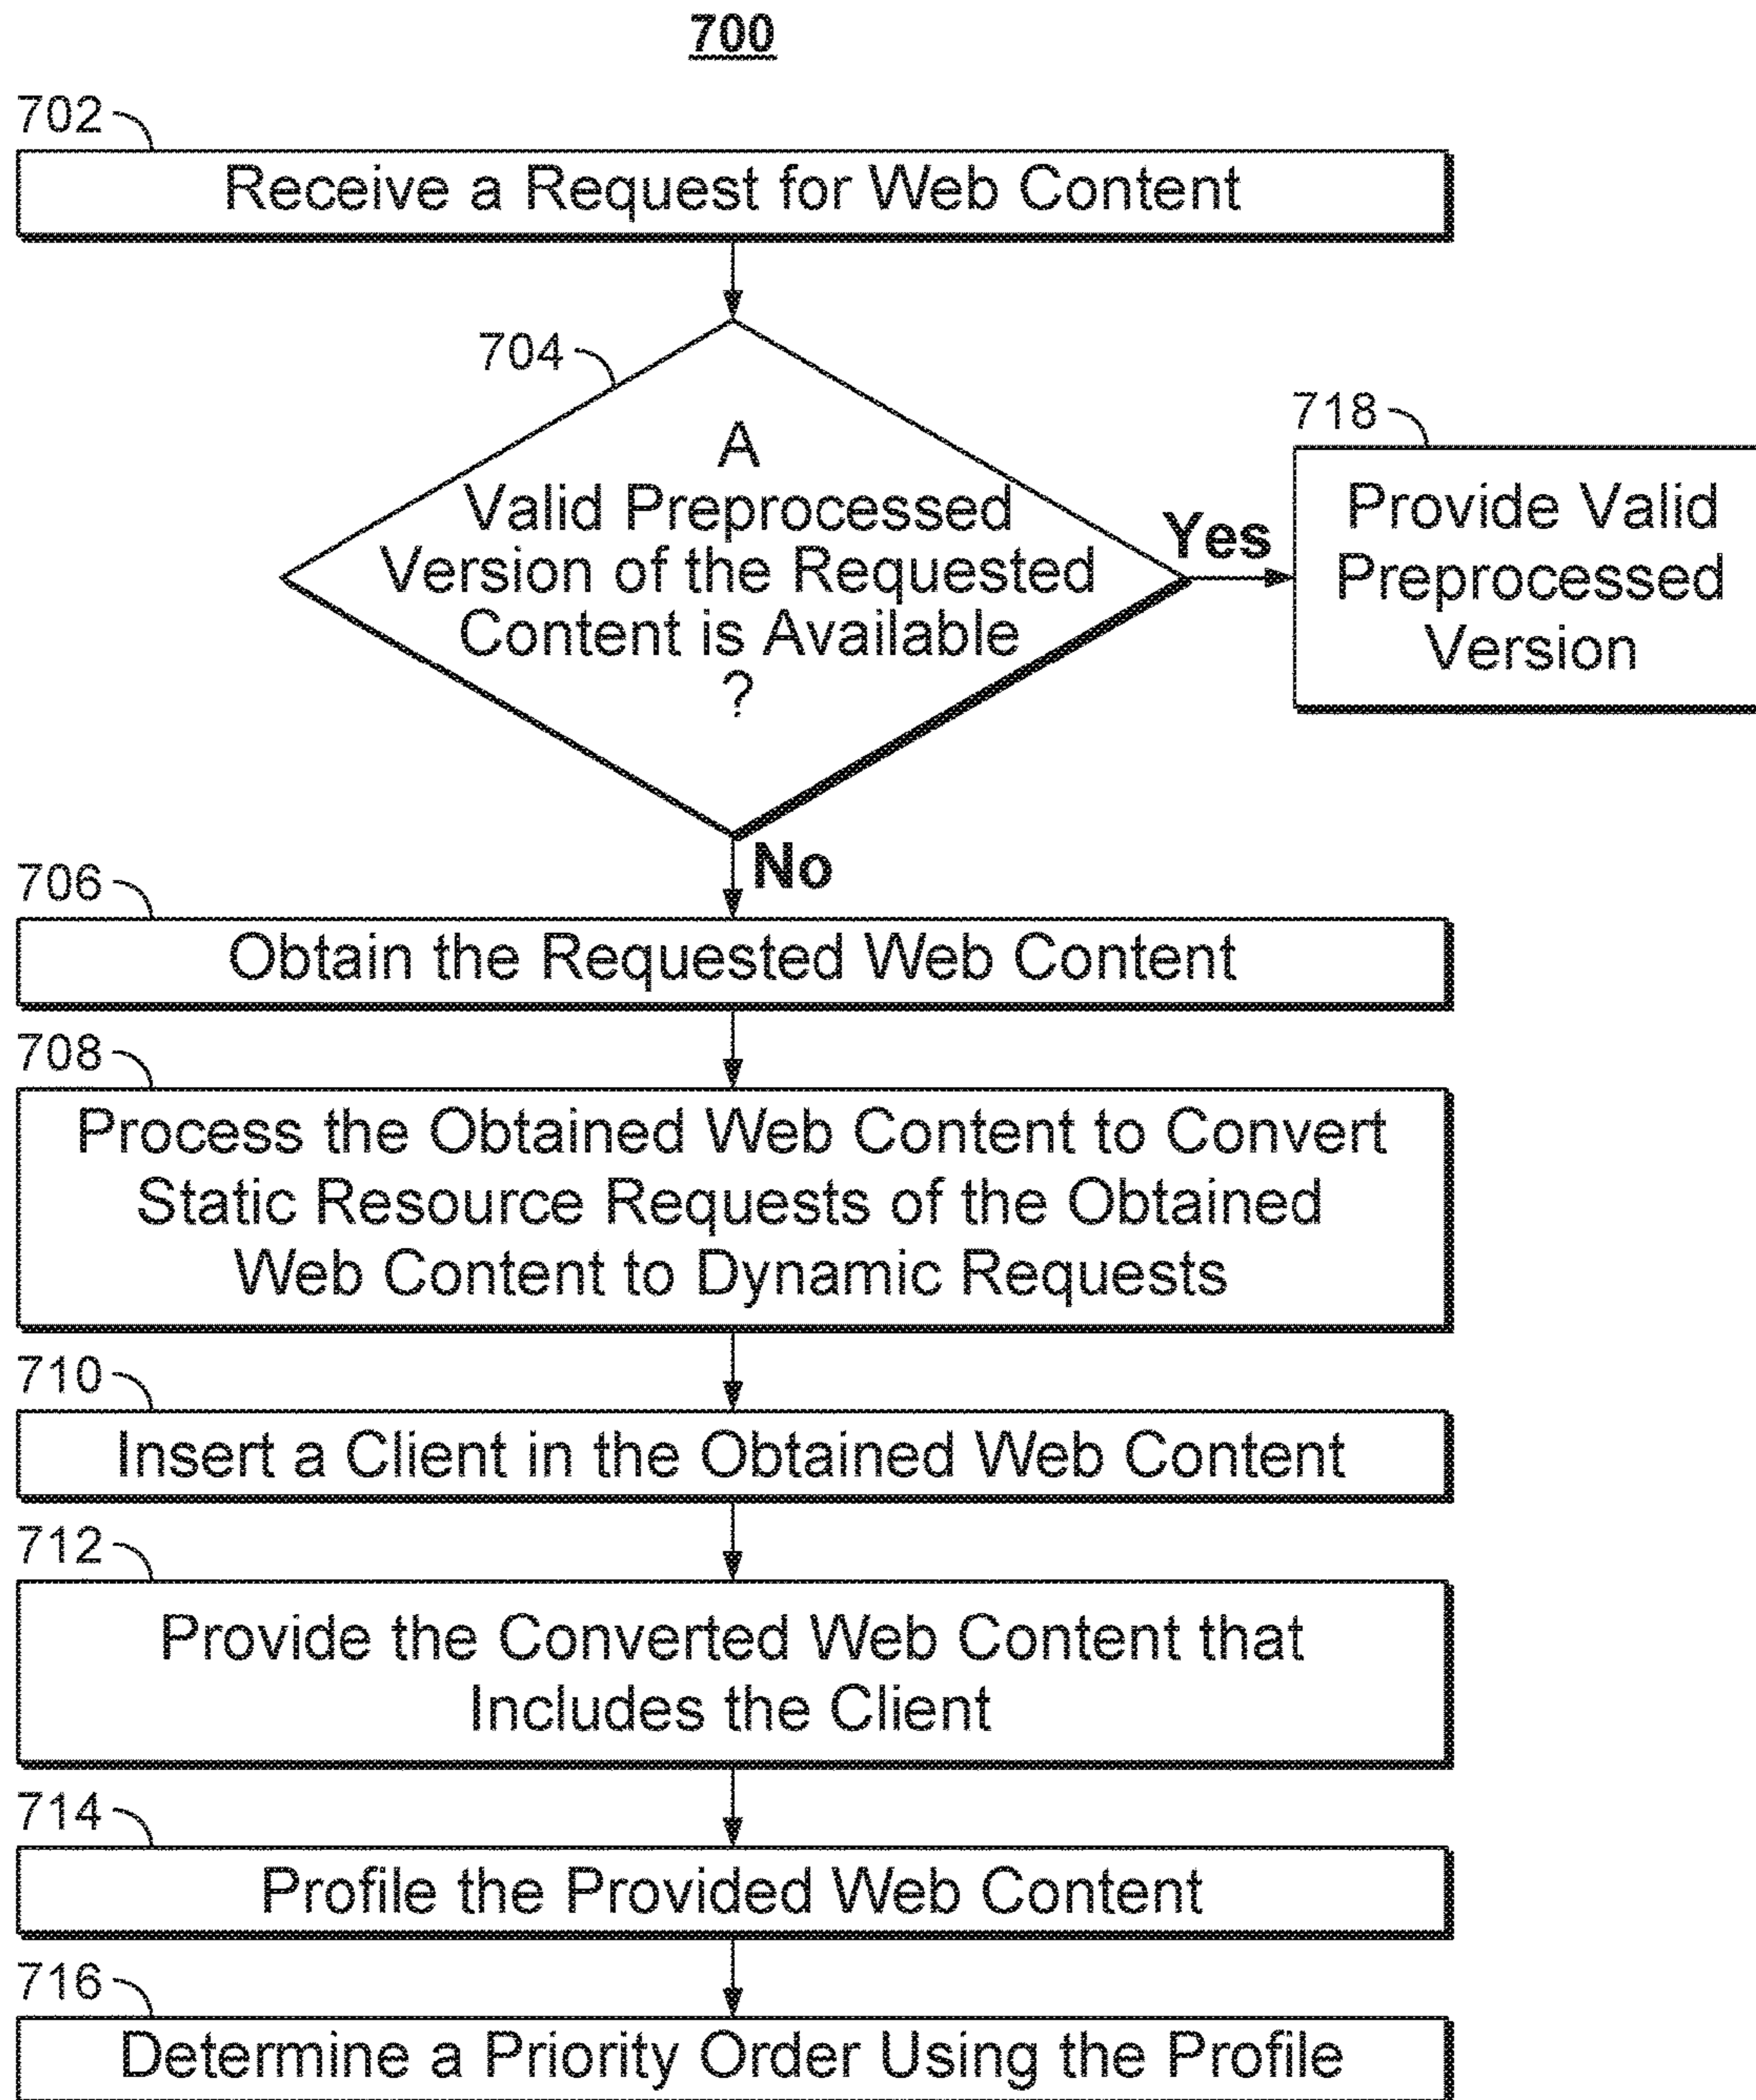 700
702
Receive a Request for Web Content
704
A
Valid Preprocessed
Version of the Requested
Content is Available
?
Yes
718
Provide Valid
Preprocessed
Version
No
706
Obtain the Requested Web Content
708
Process the Obtained Web Content to Convert
Static Resource Requests of the Obtained
Web Content to Dynamic Requests
710
Insert a Client in the Obtained Web Content
712
Provide the Converted Web Content that
Includes the Client
714
Profile the Provided Web Content
716
Determine a Priority Order Using the Profile